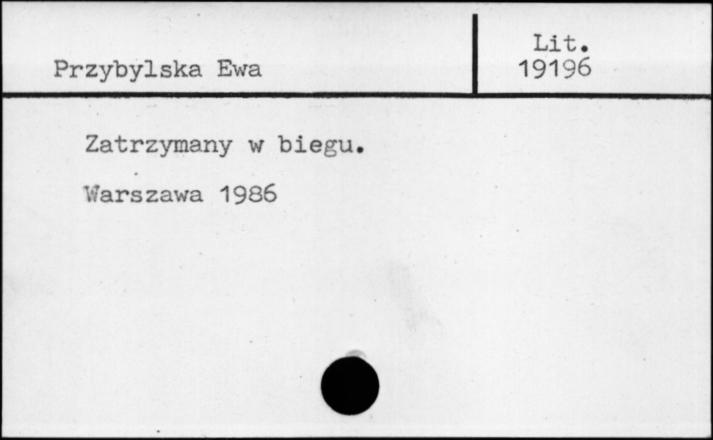 Przybylska Ewa
Lit.
19196
Zatrzymany w biegu.
Warszawa 1986